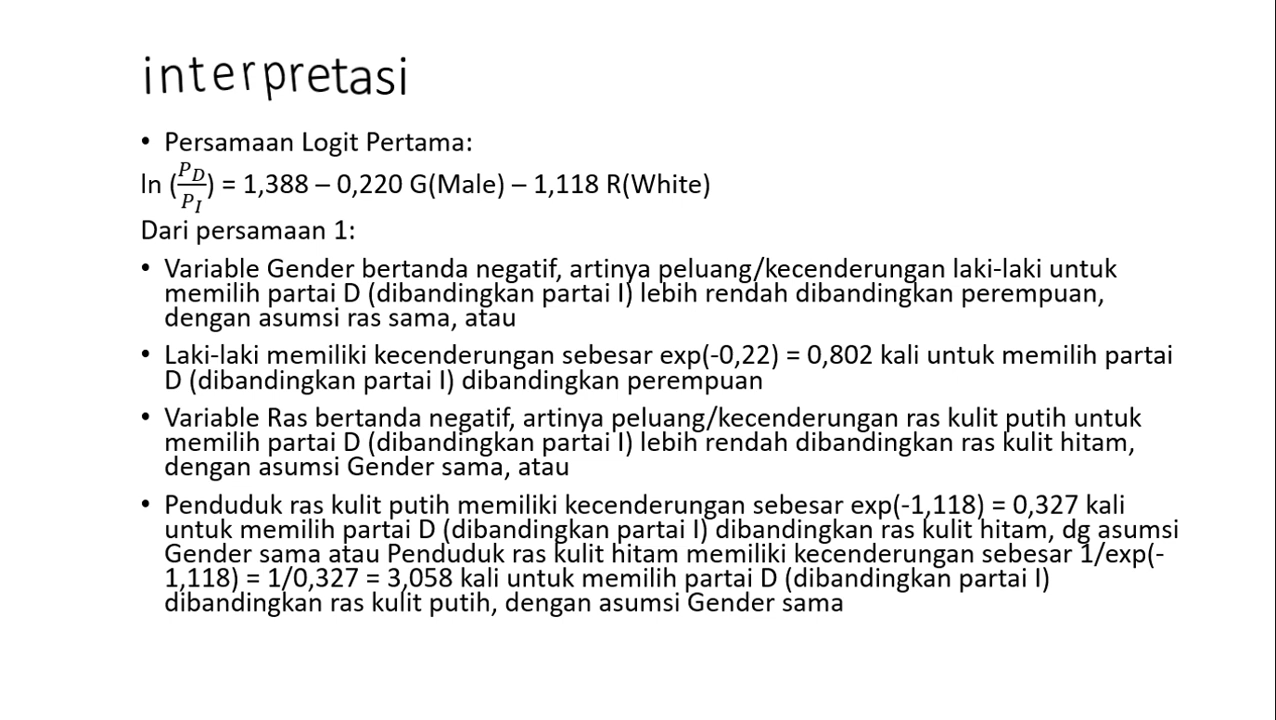 interpretasi
• Persamaan Logit Pertama:
ln (P_D/P_I) = 1,388 – 0,220 G(Male) – 1,118 R(White)
Dari persamaan 1:
• Variable Gender bertanda negatif, artinya peluang/kecenderungan laki-laki untuk
memilih partai D (dibandingkan partai I) lebih rendah dibandingkan perempuan,
dengan asumsi ras sama, atau
• Laki-laki memiliki kecenderungan sebesar exp(-0,22) = 0,802 kali untuk memilih partai
D (dibandingkan partai I) dibandingkan perempuan
• Variable Ras bertanda negatif, artinya peluang/kecenderungan ras kulit putih untuk
memilih partai D (dibandingkan partai I) lebih rendah dibandingkan ras kulit hitam,
dengan asumsi Gender sama, atau
• Penduduk ras kulit putih memiliki kecenderungan sebesar exp(-1,118) = 0,327 kali
untuk memilih partai D (dibandingkan partai I) dibandingkan ras kulit hitam, dg asumsi
Gender sama atau Penduduk ras kulit hitam memiliki kecenderungan sebesar 1/exp(-
1,118) = 1/0,327 = 3,058 kali untuk memilih partai D (dibandingkan partai I)
dibandingkan ras kulit putih, dengan asumsi Gender sama